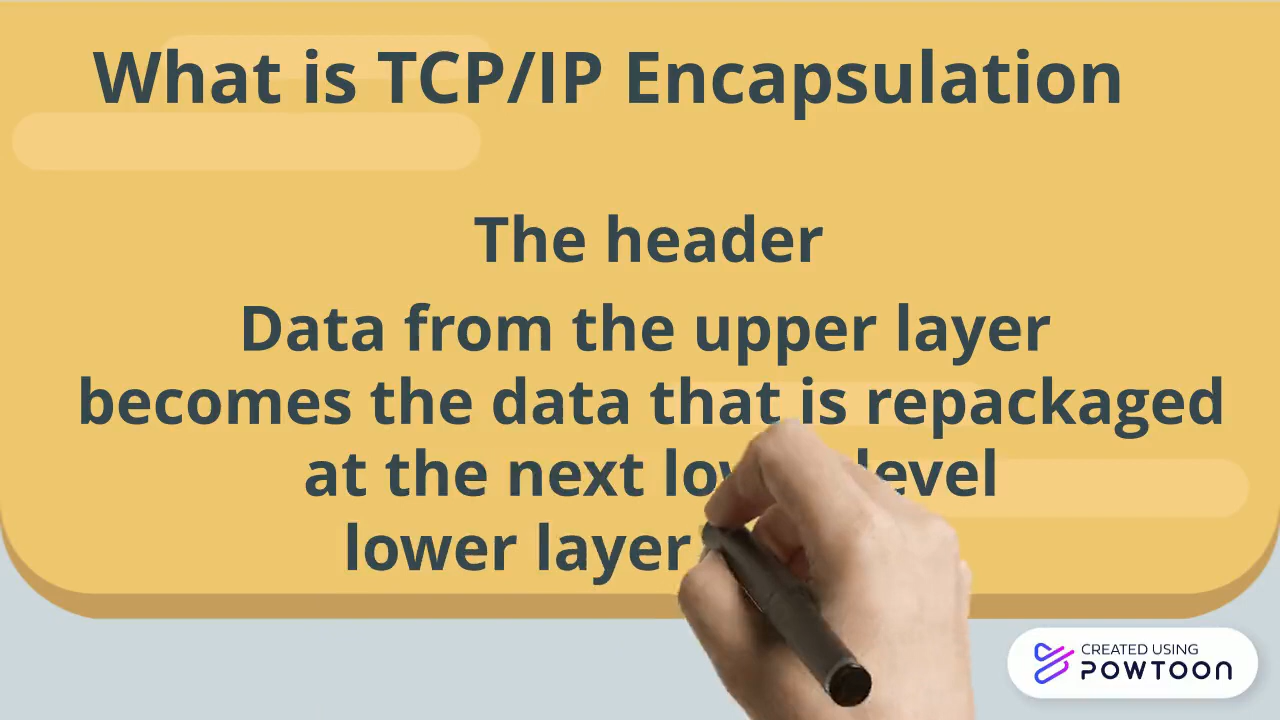 What is TCP/IP Encapsulation
The header
Data from the upper layer
becomes the data that is repackaged
at the next level
lower layer
CREATED USING
POWTOON